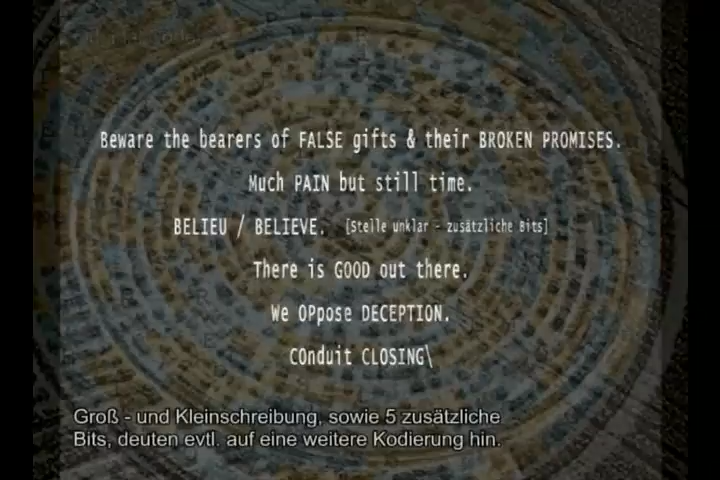 Beware the bearers of FALSE gifts & their BROKEN PROMISES.
Much PAIN but still time.
BELIEU / BELIEVE. [Stelle unklar - zusätzliche Bits]
There is GOOD out there.
We OPpose DECEPTION.
COnduit CLOSING\
Groß - und Kleinschreibung, sowie 5 zusätzliche
Bits, deuten evtl. auf eine weitere Kodierung hin.